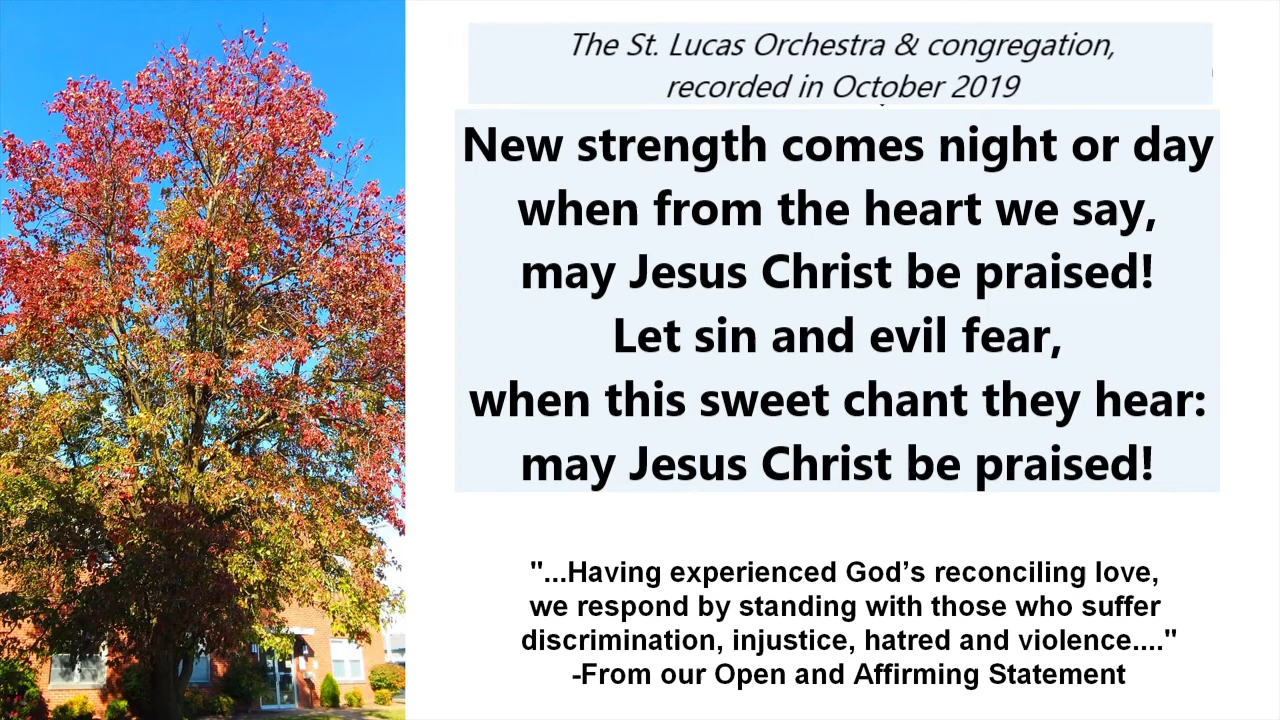 The St. Lucas Orchestra & congregation,
recorded in October 2019
New strength comes night or day
when from the heart we say,
may Jesus Christ be praised!
Let sin and evil fear,
when this sweet chant they hear:
may Jesus Christ be praised!
"...Having experienced God’s reconciling love,
we respond by standing with those who suffer
discrimination, injustice, hatred and violence...."
-From our Open and Affirming Statement